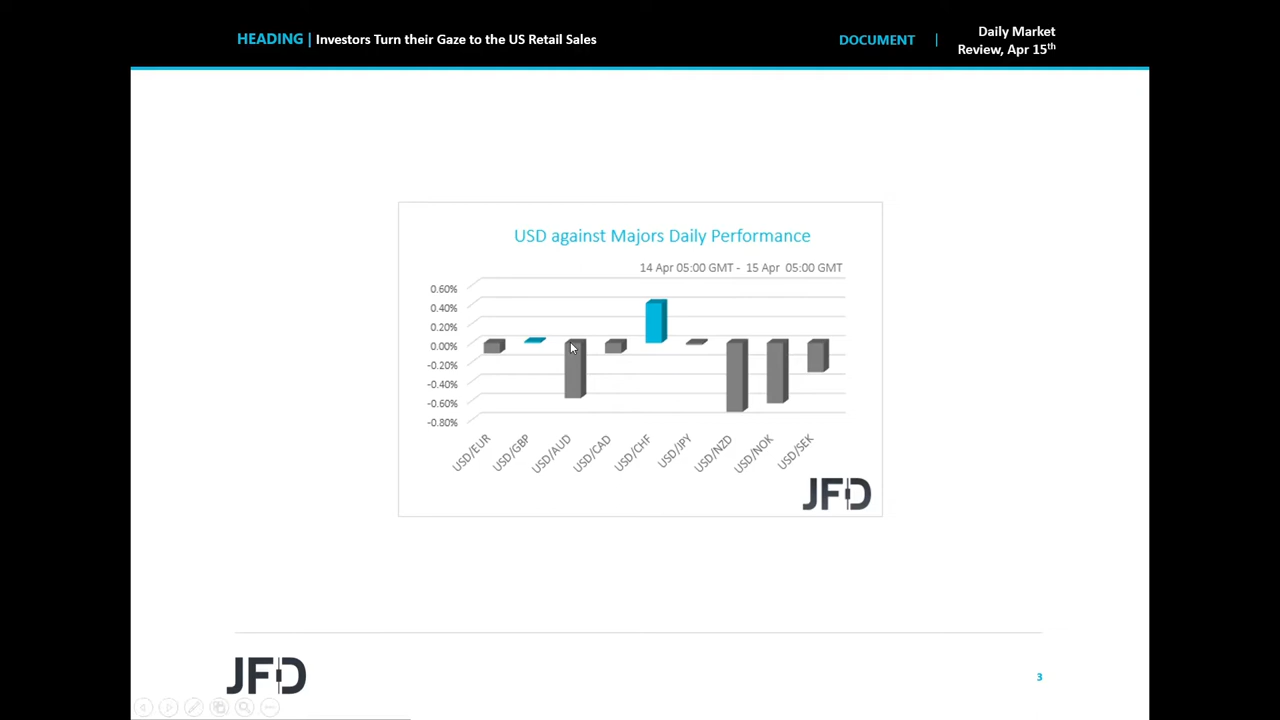 HEADING | Investors Turn their Gaze to the US Retail Sales
DOCUMENT |
Daily Market
Review, Apr 15th
USD against Majors Daily Performance
14 Apr 05:00 GMT - 15 Apr 05:00 GMT
0.60%
0.40%
0.20%
0.00%
-0.20%
-0.40%
-0.60%
-0.80%
USD/EUR
USD/GBP
USD/AUD
USD/CAD
USD/CHF
USD/JPY
USD/NZD
USD/NOK
USD/SEK
JFD
JFD
3